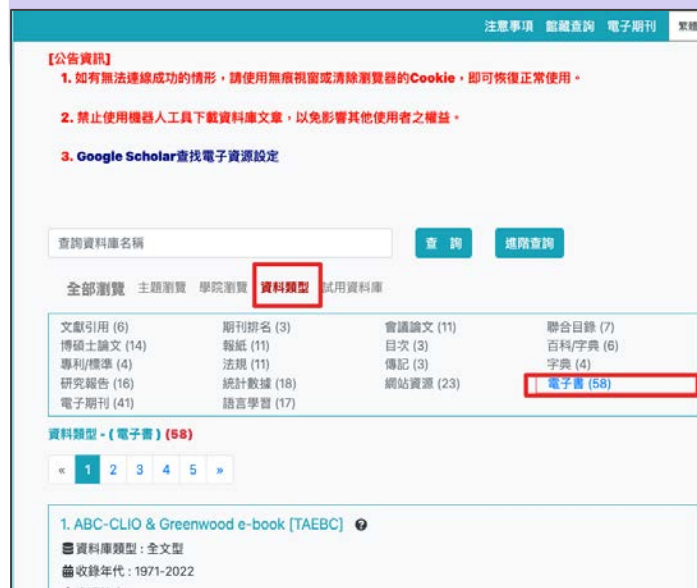 注意事項 館藏查詢 電子期刊 繁體
[公告資訊]
1. 如有無法連線成功的情形，請使用無痕視窗或清除瀏覽器的Cookie，即可恢復正常使用。
2. 禁止使用機器人工具下載資料庫文章，以免影響其他使用者之權益。
3. Google Scholar查找電子資源設定
查詢資料庫名稱 查 詢 進階查詢
全部瀏覽 主題瀏覽 學院瀏覽 資料類型 試用資料庫
文獻引用 (6) 期刊排名 (3) 會議論文 (11) 聯合目錄 (7)
博碩士論文 (14) 報紙 (11) 目次 (3) 百科/字典 (6)
專利/標準 (4) 法規 (11) 傳記 (3) 字典 (4)
研究報告 (16) 統計數據 (18) 網站資源 (23) 電子書 (58)
電子期刊 (41) 語言學習 (17)
資料類型 - ( 電子書 ) (58)
« 1 2 3 4 5 »
1. ABC-CLIO & Greenwood e-book [TAEBC]
資料庫類型 : 全文型
收錄年代 : 1971-2022